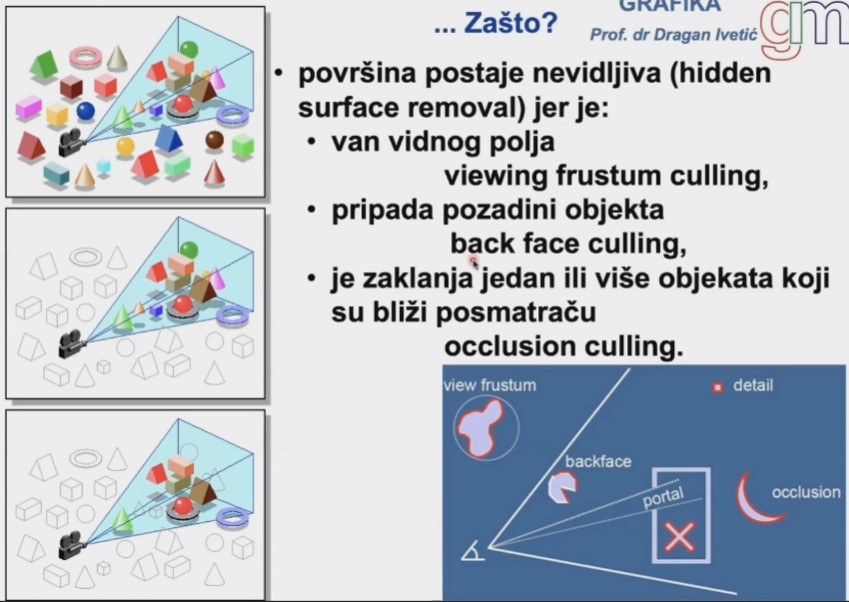 GRAFIKA
... Zašto?
Prof. dr Dragan Ivetić
gm
• površina postaje nevidljiva (hidden
surface removal) jer je:
• van vidnog polja
viewing frustum culling,
• pripada pozadini objekta
back face culling,
• je zaklanja jedan ili više objekata koji
su bliži posmatraču
occlusion culling.
view frustum
detail
backface
portal
occlusion